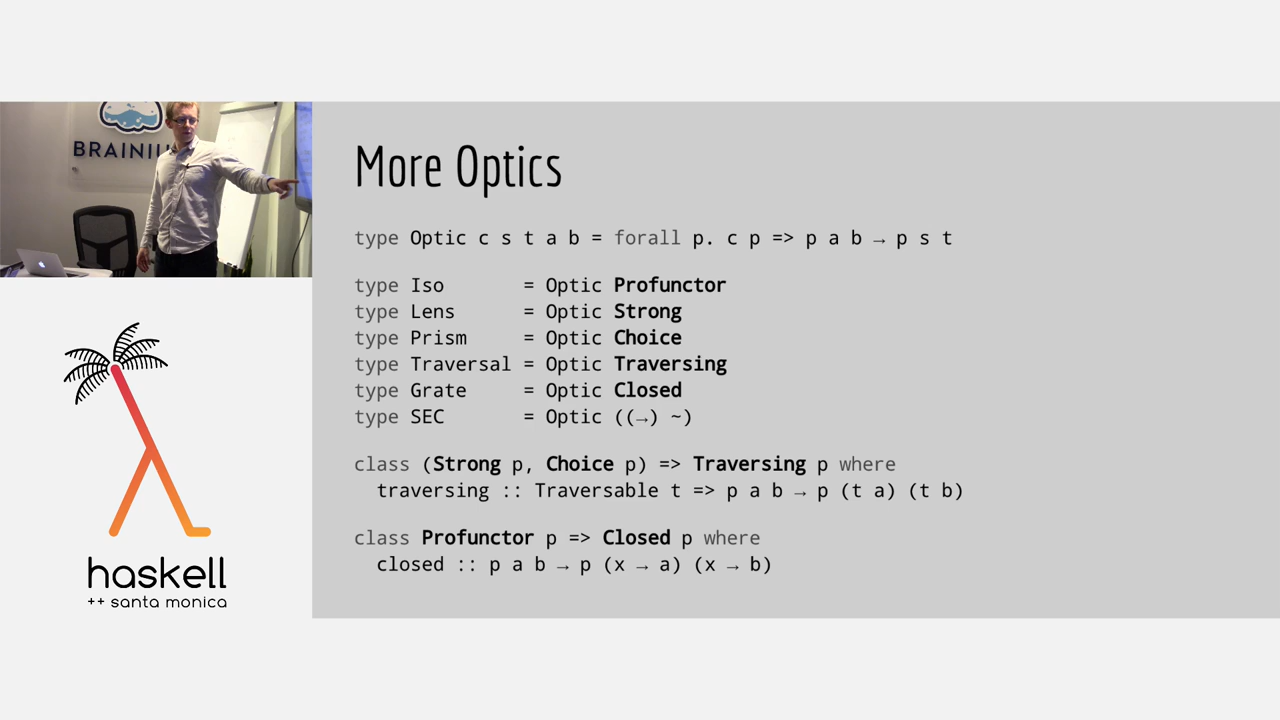 BRAINIU
More Optics
type Optic c s t a b = forall p. c p => p a b → p s t
type Iso = Optic Profunctor
type Lens = Optic Strong
type Prism = Optic Choice
type Traversal = Optic Traversing
type Grate = Optic Closed
type SEC = Optic ((→) ~)
class (Strong p, Choice p) => Traversing p where
traversing :: Traversable t => p a b → p (t a) (t b)
class Profunctor p => Closed p where
closed :: p a b → p (x → a) (x → b)
haskell
++ santa monica